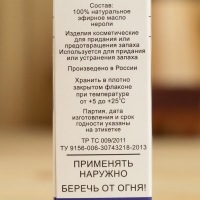 Состав:
100% натуральное
эфирное масло
нероли
Изделия косметические
для придания или
предотвращения запаха
Используется для придания
или устранения запаха
Произведено в России
Хранить в плотно
закрытом флаконе
при температуре
от +5 до +25°С
Партия, дата
изготовления и срок
годности указаны
на этикетке
ТР ТС 009/2011
ТУ 9156-006-30743218-2013
ПРИМЕНЯТЬ
НАРУЖНО
БЕРЕЧЬ ОТ ОГНЯ!